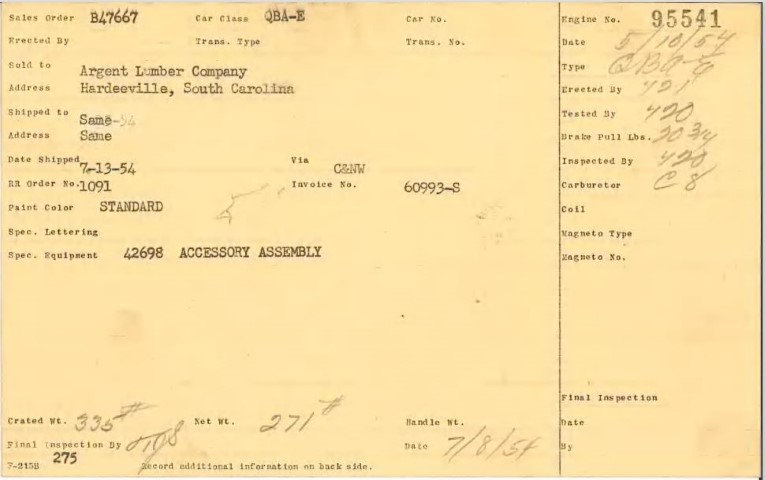 Sales Order B47667 Car Class QBA-E Car No.
Erected By Trans. Type Trans. No.
Sold to Argent Lumber Company
Address Hardeeville, South Carolina
Shipped to Same-54
Address Same
Date Shipped 7-13-54 Via C&NW
RR Order No. 1091 Invoice No. 60993-S
Paint Color STANDARD
Spec. Lettering
Spec. Equipment 42698 ACCESSORY ASSEMBLY
Crated Wt. 335# Net Wt. 271# Handle Wt.
Final Inspection By Date 7/8/54
275
F-215B Record additional information on back side.
Engine No. 95541
Date 5/10/54
Type QBA-E
Erected By 421
Tested By 420
Brake Pull Lbs. 20 3/4
Inspected By 420
Carburetor C8
Coil
Magneto Type
Magneto No.
Final Inspection
Date
By